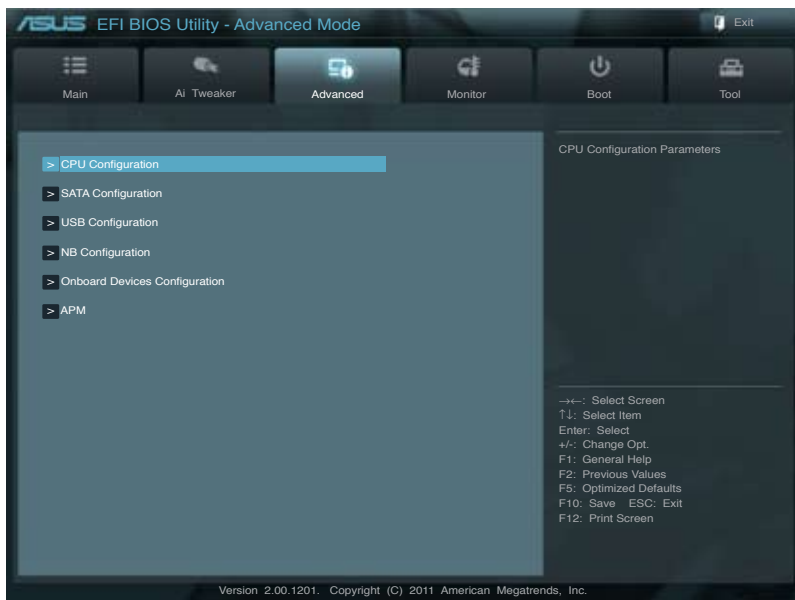 ASUS EFI BIOS Utility - Advanced Mode
Exit
Main
Ai Tweaker
Advanced
Monitor
Boot
Tool
> CPU Configuration
> SATA Configuration
> USB Configuration
> NB Configuration
> Onboard Devices Configuration
> APM
CPU Configuration Parameters
→←: Select Screen
↑↓: Select Item
Enter: Select
+/-: Change Opt.
F1: General Help
F2: Previous Values
F5: Optimized Defaults
F10: Save ESC: Exit
F12: Print Screen
Version 2.00.1201. Copyright (C) 2011 American Megatrends, Inc.